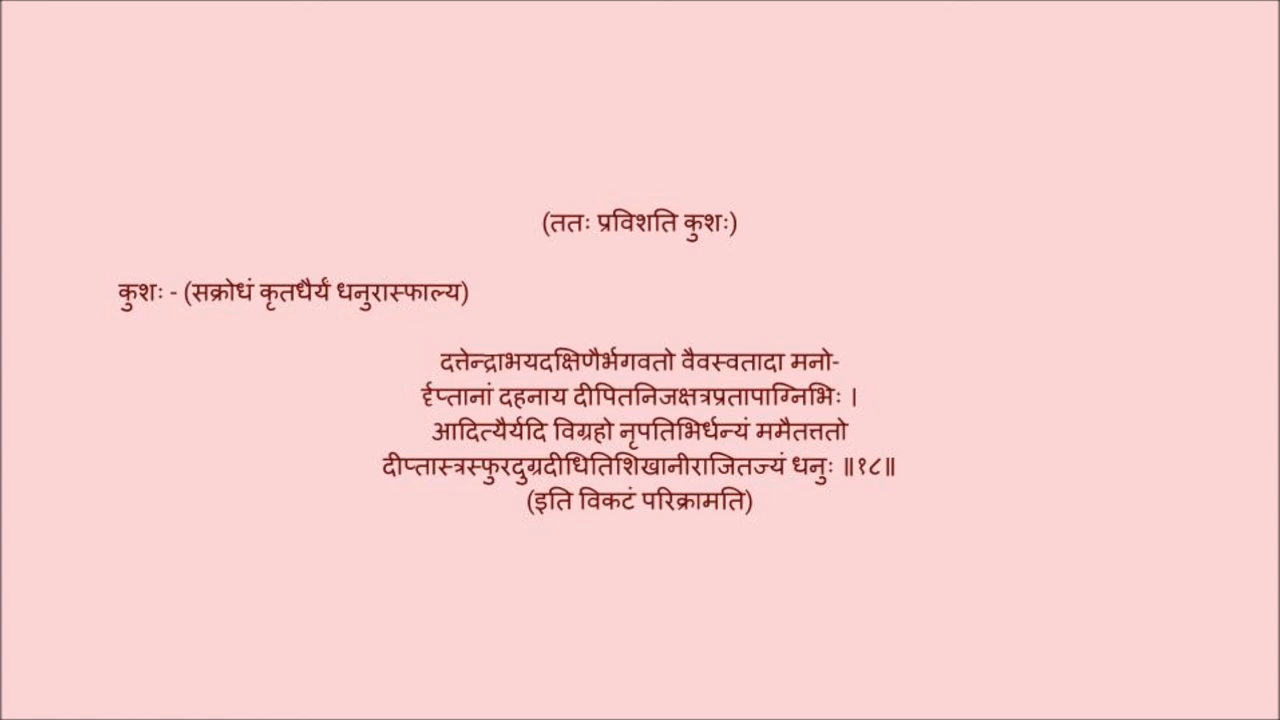 (ततः प्रविशति कुशः)
कुशः - (सक्रोधं कृतधैर्यं धनुरास्फाल्य)
दत्तेन्द्राभयदक्षिणैर्भगवतो वैवस्वतादा मनो-
र्दृप्तानां दहनाय दीपितनिजक्षत्रप्रतापाग्निभिः ।
आदित्यैर्यदि विग्रहो नृपतिभिर्धन्यं ममैतत्ततो
दीप्तास्त्रस्फुरदुग्रदीधितिशिखानीराजितज्यं धनुः ॥१८॥
(इति विकटं परिक्रामति)